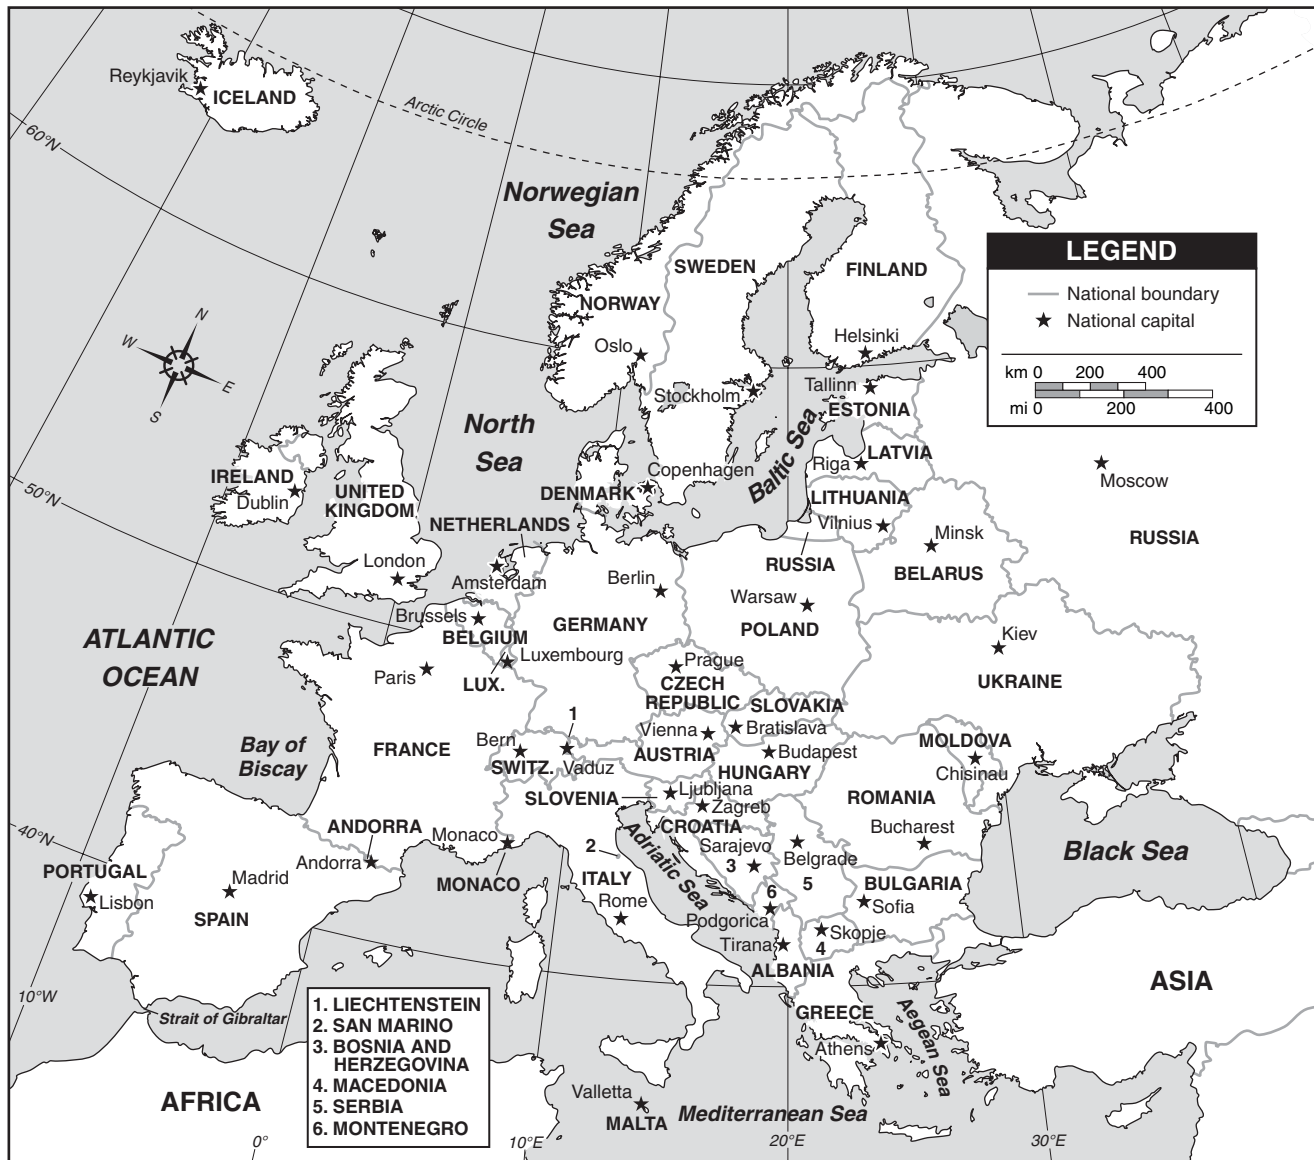 Reykjavik
ICELAND
Arctic Circle
60°N
Norwegian
Sea
LEGEND
National boundary
National capital
km 0 200 400
mi 0 200 400
SWEDEN
FINLAND
NORWAY
N
W
E
S
Oslo
Helsinki
Stockholm
Tallinn
ESTONIA
North
Sea
Baltic Sea
LATVIA
Riga
Moscow
Copenhagen
IRELAND
Dublin
UNITED
KINGDOM
DENMARK
LITHUANIA
50°N
NETHERLANDS
Vilnius
Minsk
RUSSIA
London
Amsterdam
Berlin
RUSSIA
BELARUS
Brussels
BELGIUM
GERMANY
Warsaw
POLAND
Kiev
ATLANTIC
OCEAN
Paris
Luxembourg
LUX.
Prague
CZECH
REPUBLIC
UKRAINE
SLOVAKIA
1
Bay of
Biscay
FRANCE
Bern
SWITZ.
Vaduz
Vienna
AUSTRIA
Bratislava
Budapest
HUNGARY
MOLDOVA
Chisinau
SLOVENIA
Ljubljana
Zagreb
ROMANIA
40°N
ANDORRA
Andorra
Monaco
MONACO
2
Adriatic Sea
CROATIA
Sarajevo
3
Belgrade
5
Bucharest
Black Sea
PORTUGAL
Lisbon
Madrid
SPAIN
ITALY
Rome
6
Podgorica
BULGARIA
Sofia
Tirana
Skopje
4
ALBANIA
ASIA
10°W
Strait of Gibraltar
1. LIECHTENSTEIN
2. SAN MARINO
3. BOSNIA AND
HERZEGOVINA
4. MACEDONIA
5. SERBIA
6. MONTENEGRO
GREECE
Athens
Aegean Sea
AFRICA
Valletta
MALTA
Mediterranean Sea
0°
10°E
20°E
30°E